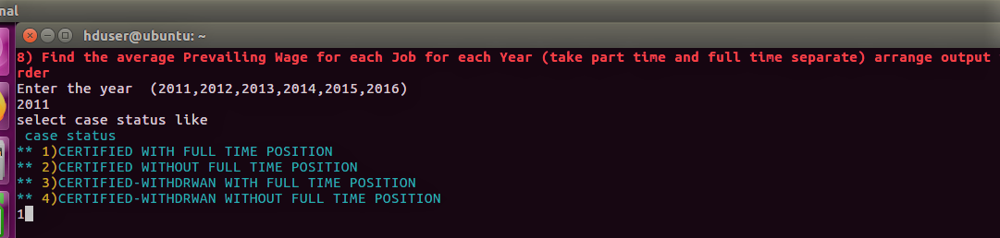 nal
hduser@ubuntu: ~
8) Find the average Prevailing Wage for each Job for each Year (take part time and full time separate) arrange output
rder
Enter the year  (2011,2012,2013,2014,2015,2016)
2011
select case status like
 case status
** 1)CERTIFIED WITH FULL TIME POSITION
** 2)CERTIFIED WITHOUT FULL TIME POSITION
** 3)CERTIFIED-WITHDRWAN WITH FULL TIME POSITION
** 4)CERTIFIED-WITHDRWAN WITHOUT FULL TIME POSITION
1